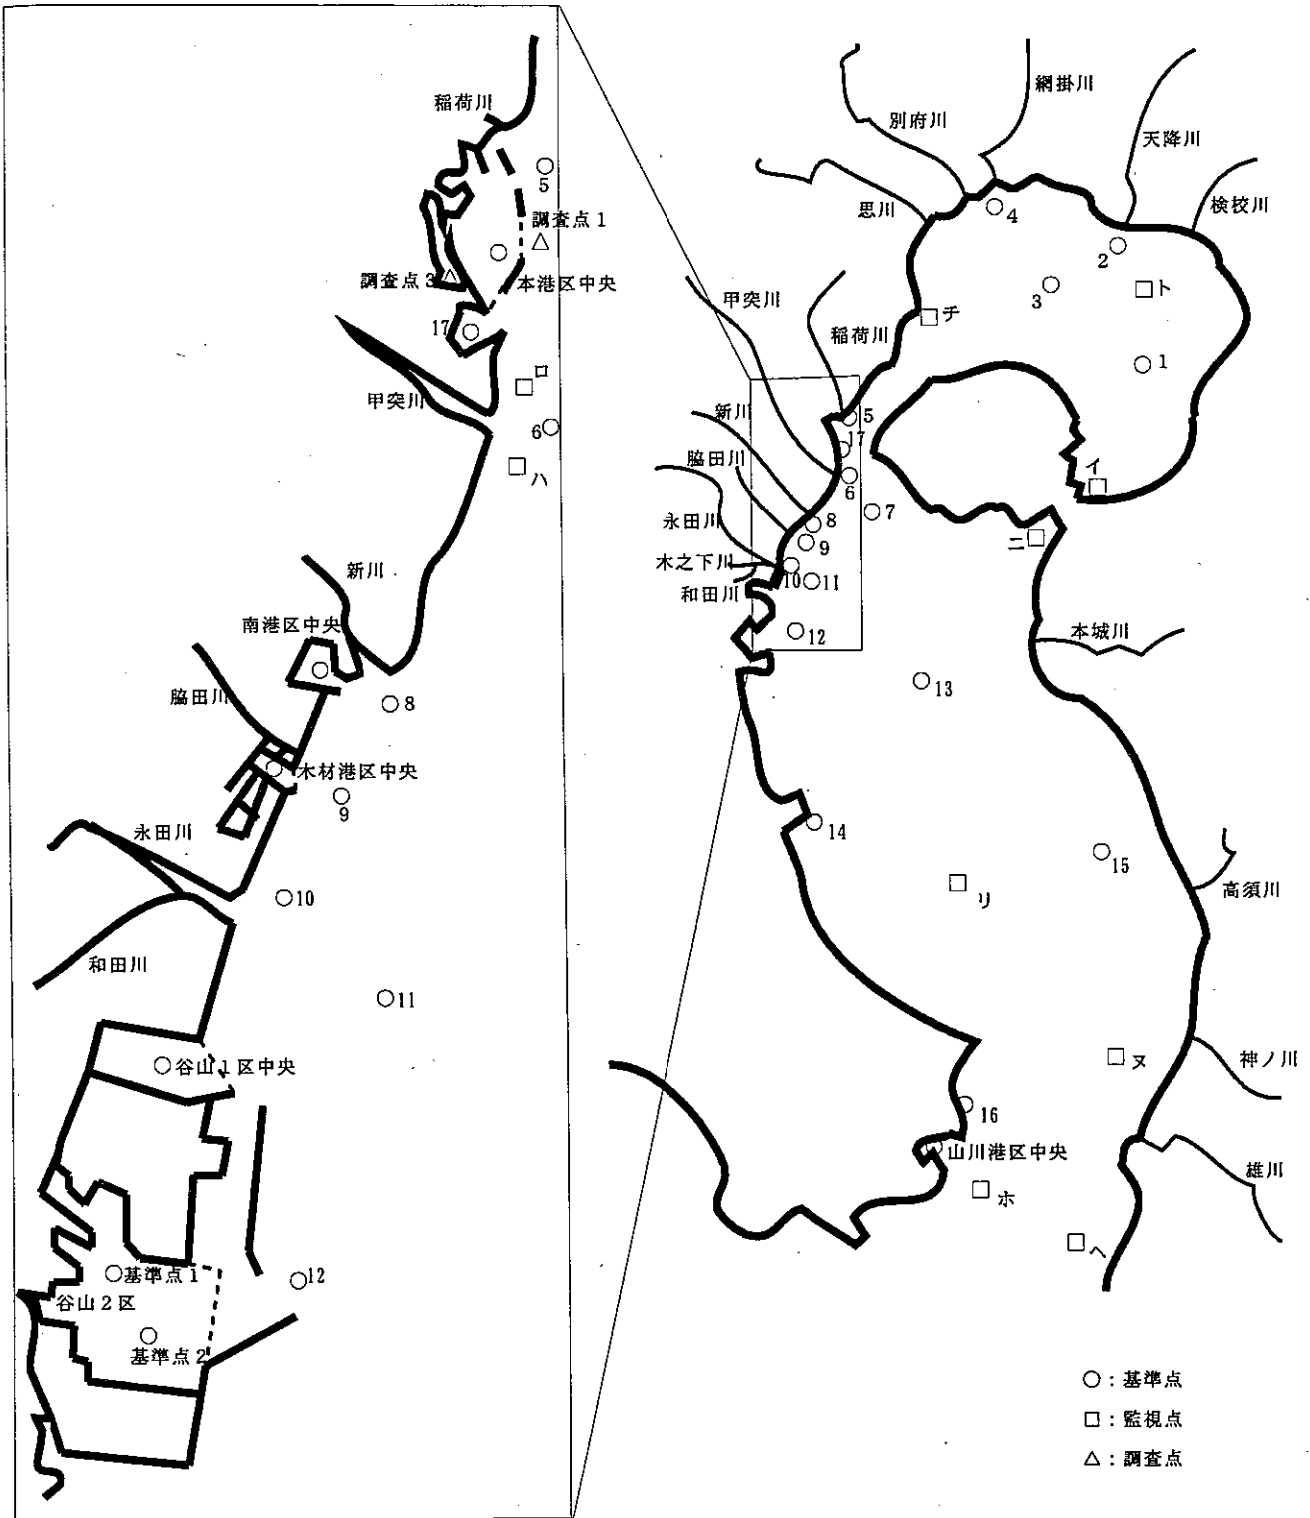 稲荷川
5
調査点1
調査点3
本港区中央
17
ロ
甲突川
6
ハ
新川
南港区中央
脇田川
8
木材港区中央
9
永田川
10
和田川
11
谷山1区中央
12
基準点1
谷山2区
基準点2
網掛川
別府川
天降川
思川
検校川
4
2
3
ト
甲突川
稲荷川
チ
1
新川
5
17
脇田川
イ
6
永田川
7
8
9
ニ
木之下川
10
11
和田川
12
本城川
13
14
15
リ
高須川
ヌ
神ノ川
16
山川港区中央
雄川
ホ
ヘ
○:基準点
□:監視点
△:調査点